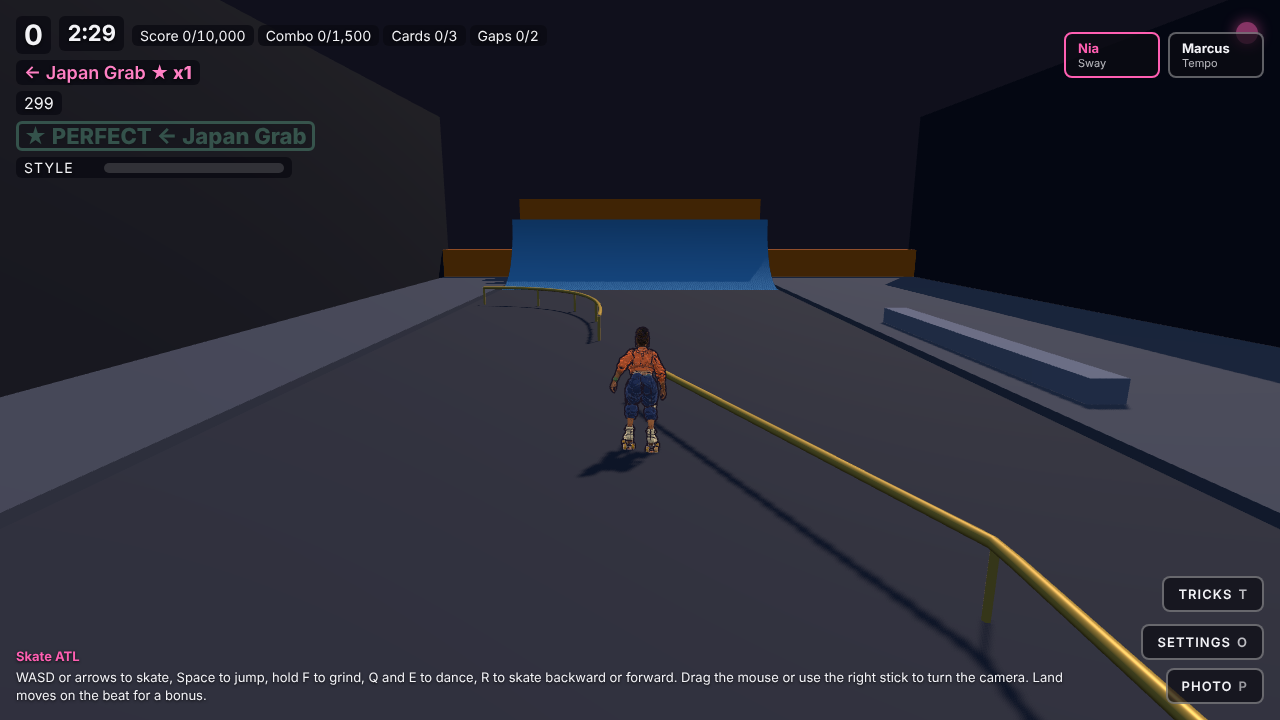 0 2:29 Score 0/10,000 Combo 0/1,500 Cards 0/3 Gaps 0/2
← Japan Grab ★ x1
299
★ PERFECT ← Japan Grab
STYLE
Nia
Sway
Marcus
Tempo
TRICKS T
SETTINGS O
PHOTO P
Skate ATL
WASD or arrows to skate, Space to jump, hold F to grind, Q and E to dance, R to skate backward or forward. Drag the mouse or use the right stick to turn the camera. Land
moves on the beat for a bonus.